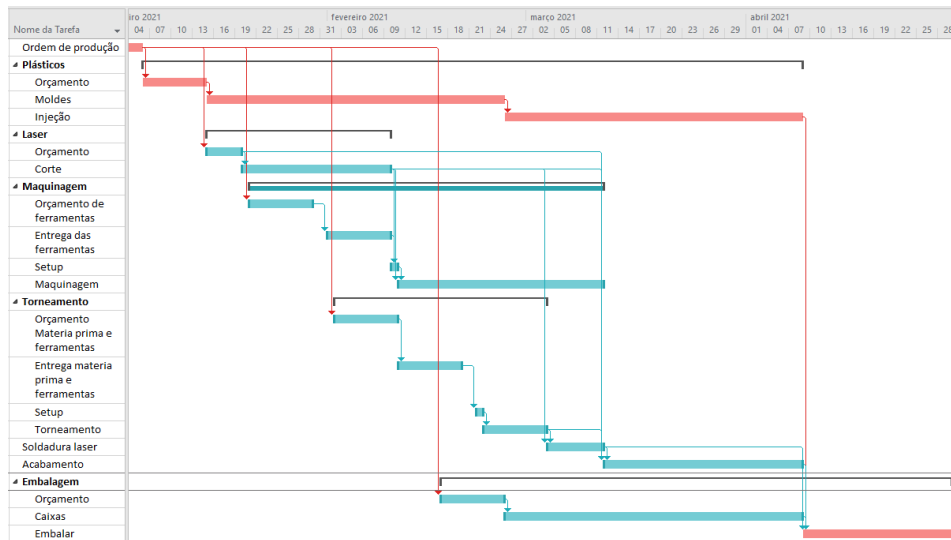 iro 2021 fevereiro 2021 março 2021 abril 2021
Nome da Tarefa 04 07 10 13 16 19 22 25 28 31 03 06 09 12 15 18 21 24 27 02 05 08 11 14 17 20 23 26 29 01 04 07 10 13 16 19 22 25 28
Ordem de produção
Plásticos
Orçamento
Moldes
Injeção
Laser
Orçamento
Corte
Maquinagem
Orçamento de
ferramentas
Entrega das
ferramentas
Setup
Maquinagem
Torneamento
Orçamento
Materia prima e
ferramentas
Entrega materia
prima e
ferramentas
Setup
Torneamento
Soldadura laser
Acabamento
Embalagem
Orçamento
Caixas
Embalar